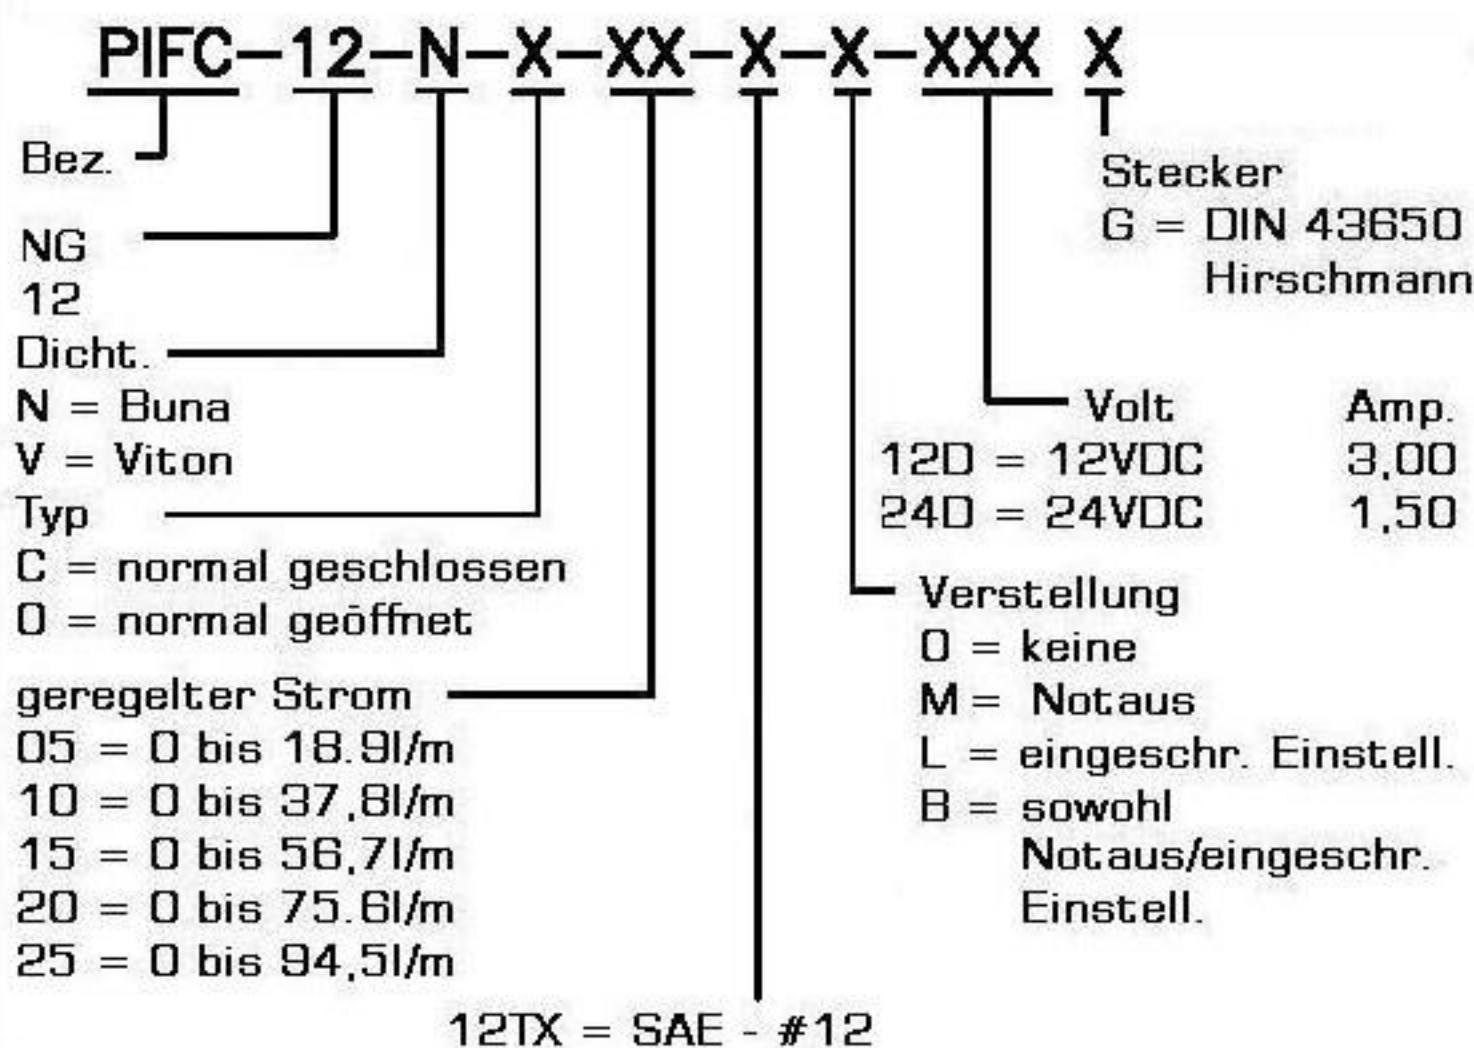 PIFC-12-N-X-XX-X-X-XXX X
Bez.
NG
12
Dicht.
N = Buna
V = Viton
Typ
C = normal geschlossen
O = normal geöffnet
geregelter Strom
05 = 0 bis 18.9l/m
10 = 0 bis 37,8l/m
15 = 0 bis 56,7l/m
20 = 0 bis 75.6l/m
25 = 0 bis 94,5l/m
12TX = SAE - #12
Stecker
G = DIN 43650
Hirschmann
Volt Amp.
12D = 12VDC 3,00
24D = 24VDC 1,50
Verstellung
O = keine
M = Notaus
L = eingeschr. Einstell.
B = sowohl
Notaus/eingeschr.
Einstell.